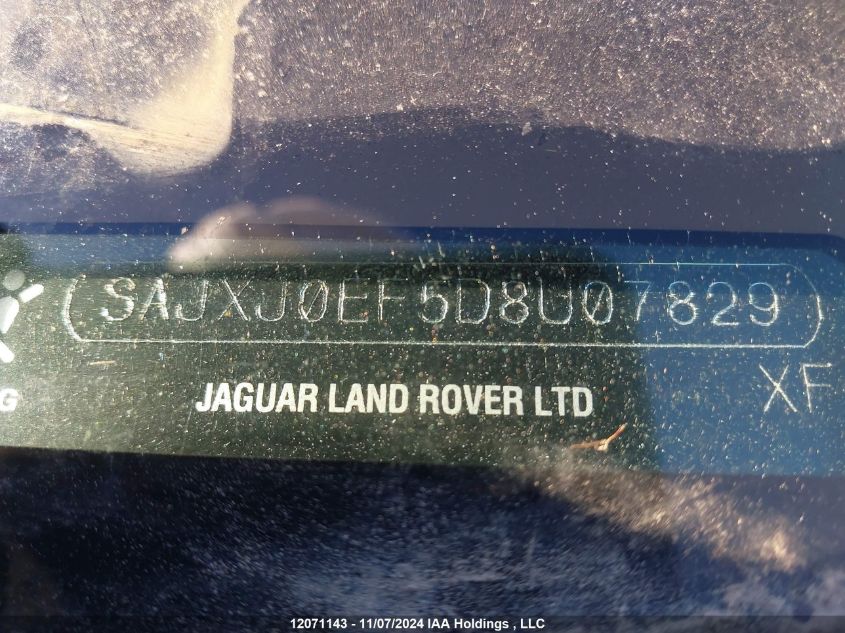 SAJXJ0EF5D8U07829
G
JAGUAR LAND ROVER LTD
XF
12071143 - 11/07/2024 IAA Holdings , LLC